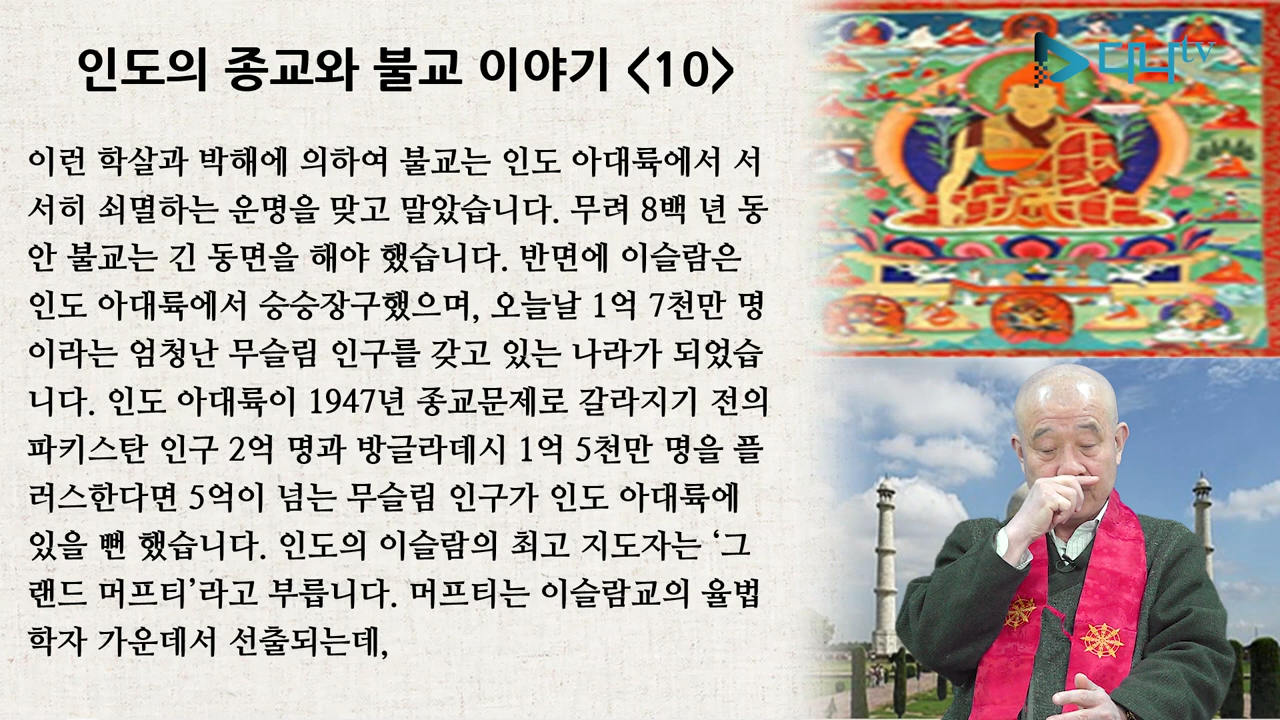 인도의 종교와 불교 이야기 <10>
다나tv
이런 학살과 박해에 의하여 불교는 인도 아대륙에서 서
서히 쇠멸하는 운명을 맞고 말았습니다. 무려 8백 년 동
안 불교는 긴 동면을 해야 했습니다. 반면에 이슬람은
인도 아대륙에서 승승장구했으며, 오늘날 1억 7천만 명
이라는 엄청난 무슬림 인구를 갖고 있는 나라가 되었습
니다. 인도 아대륙이 1947년 종교문제로 갈라지기 전의
파키스탄 인구 2억 명과 방글라데시 1억 5천만 명을 플
러스한다면 5억이 넘는 무슬림 인구가 인도 아대륙에
있을 뻔 했습니다. 인도의 이슬람의 최고 지도자는 ‘그
랜드 머프티’라고 부릅니다. 머프티는 이슬람교의 율법
학자 가운데서 선출되는데,